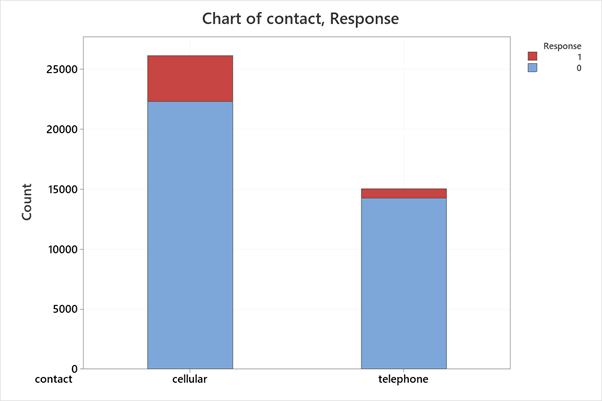 Chart of contact, Response
Response
1
0
Count
25000
20000
15000
10000
5000
0
contact
cellular
telephone